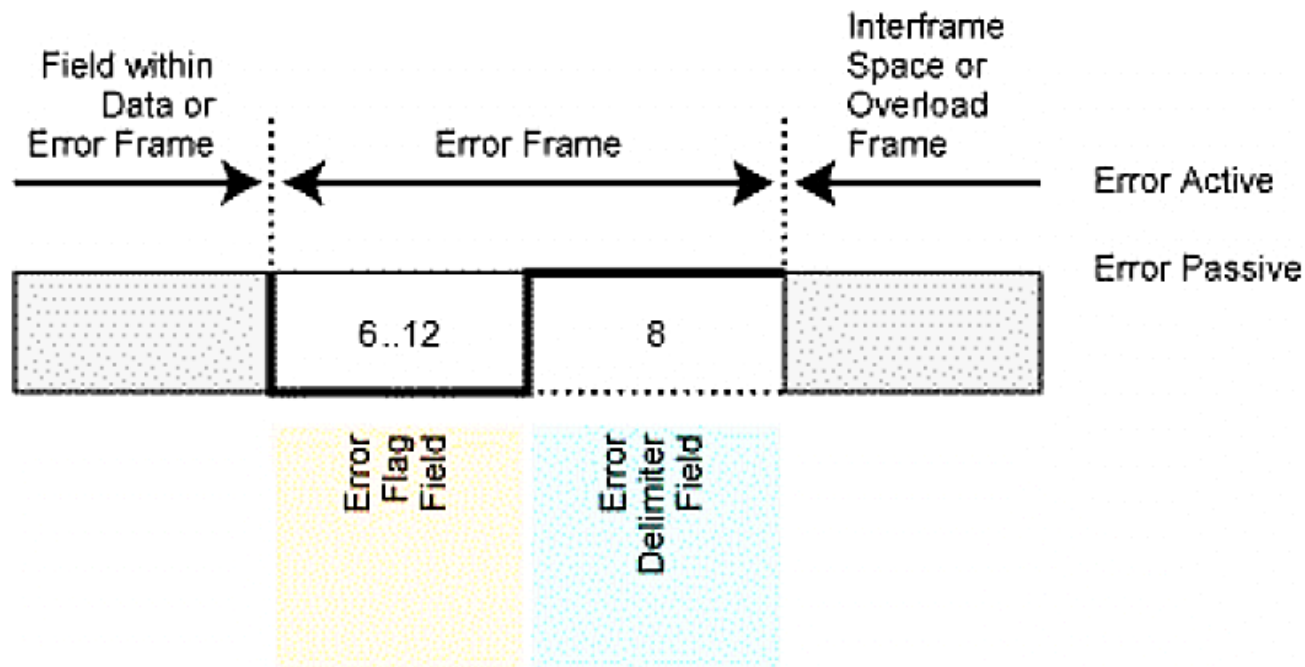 Field within
Data or
Error Frame
Error Frame
Interframe
Space or
Overload
Frame
Error Active
Error Passive
6..12
8
Error
Flag
Field
Error
Delimiter
Field